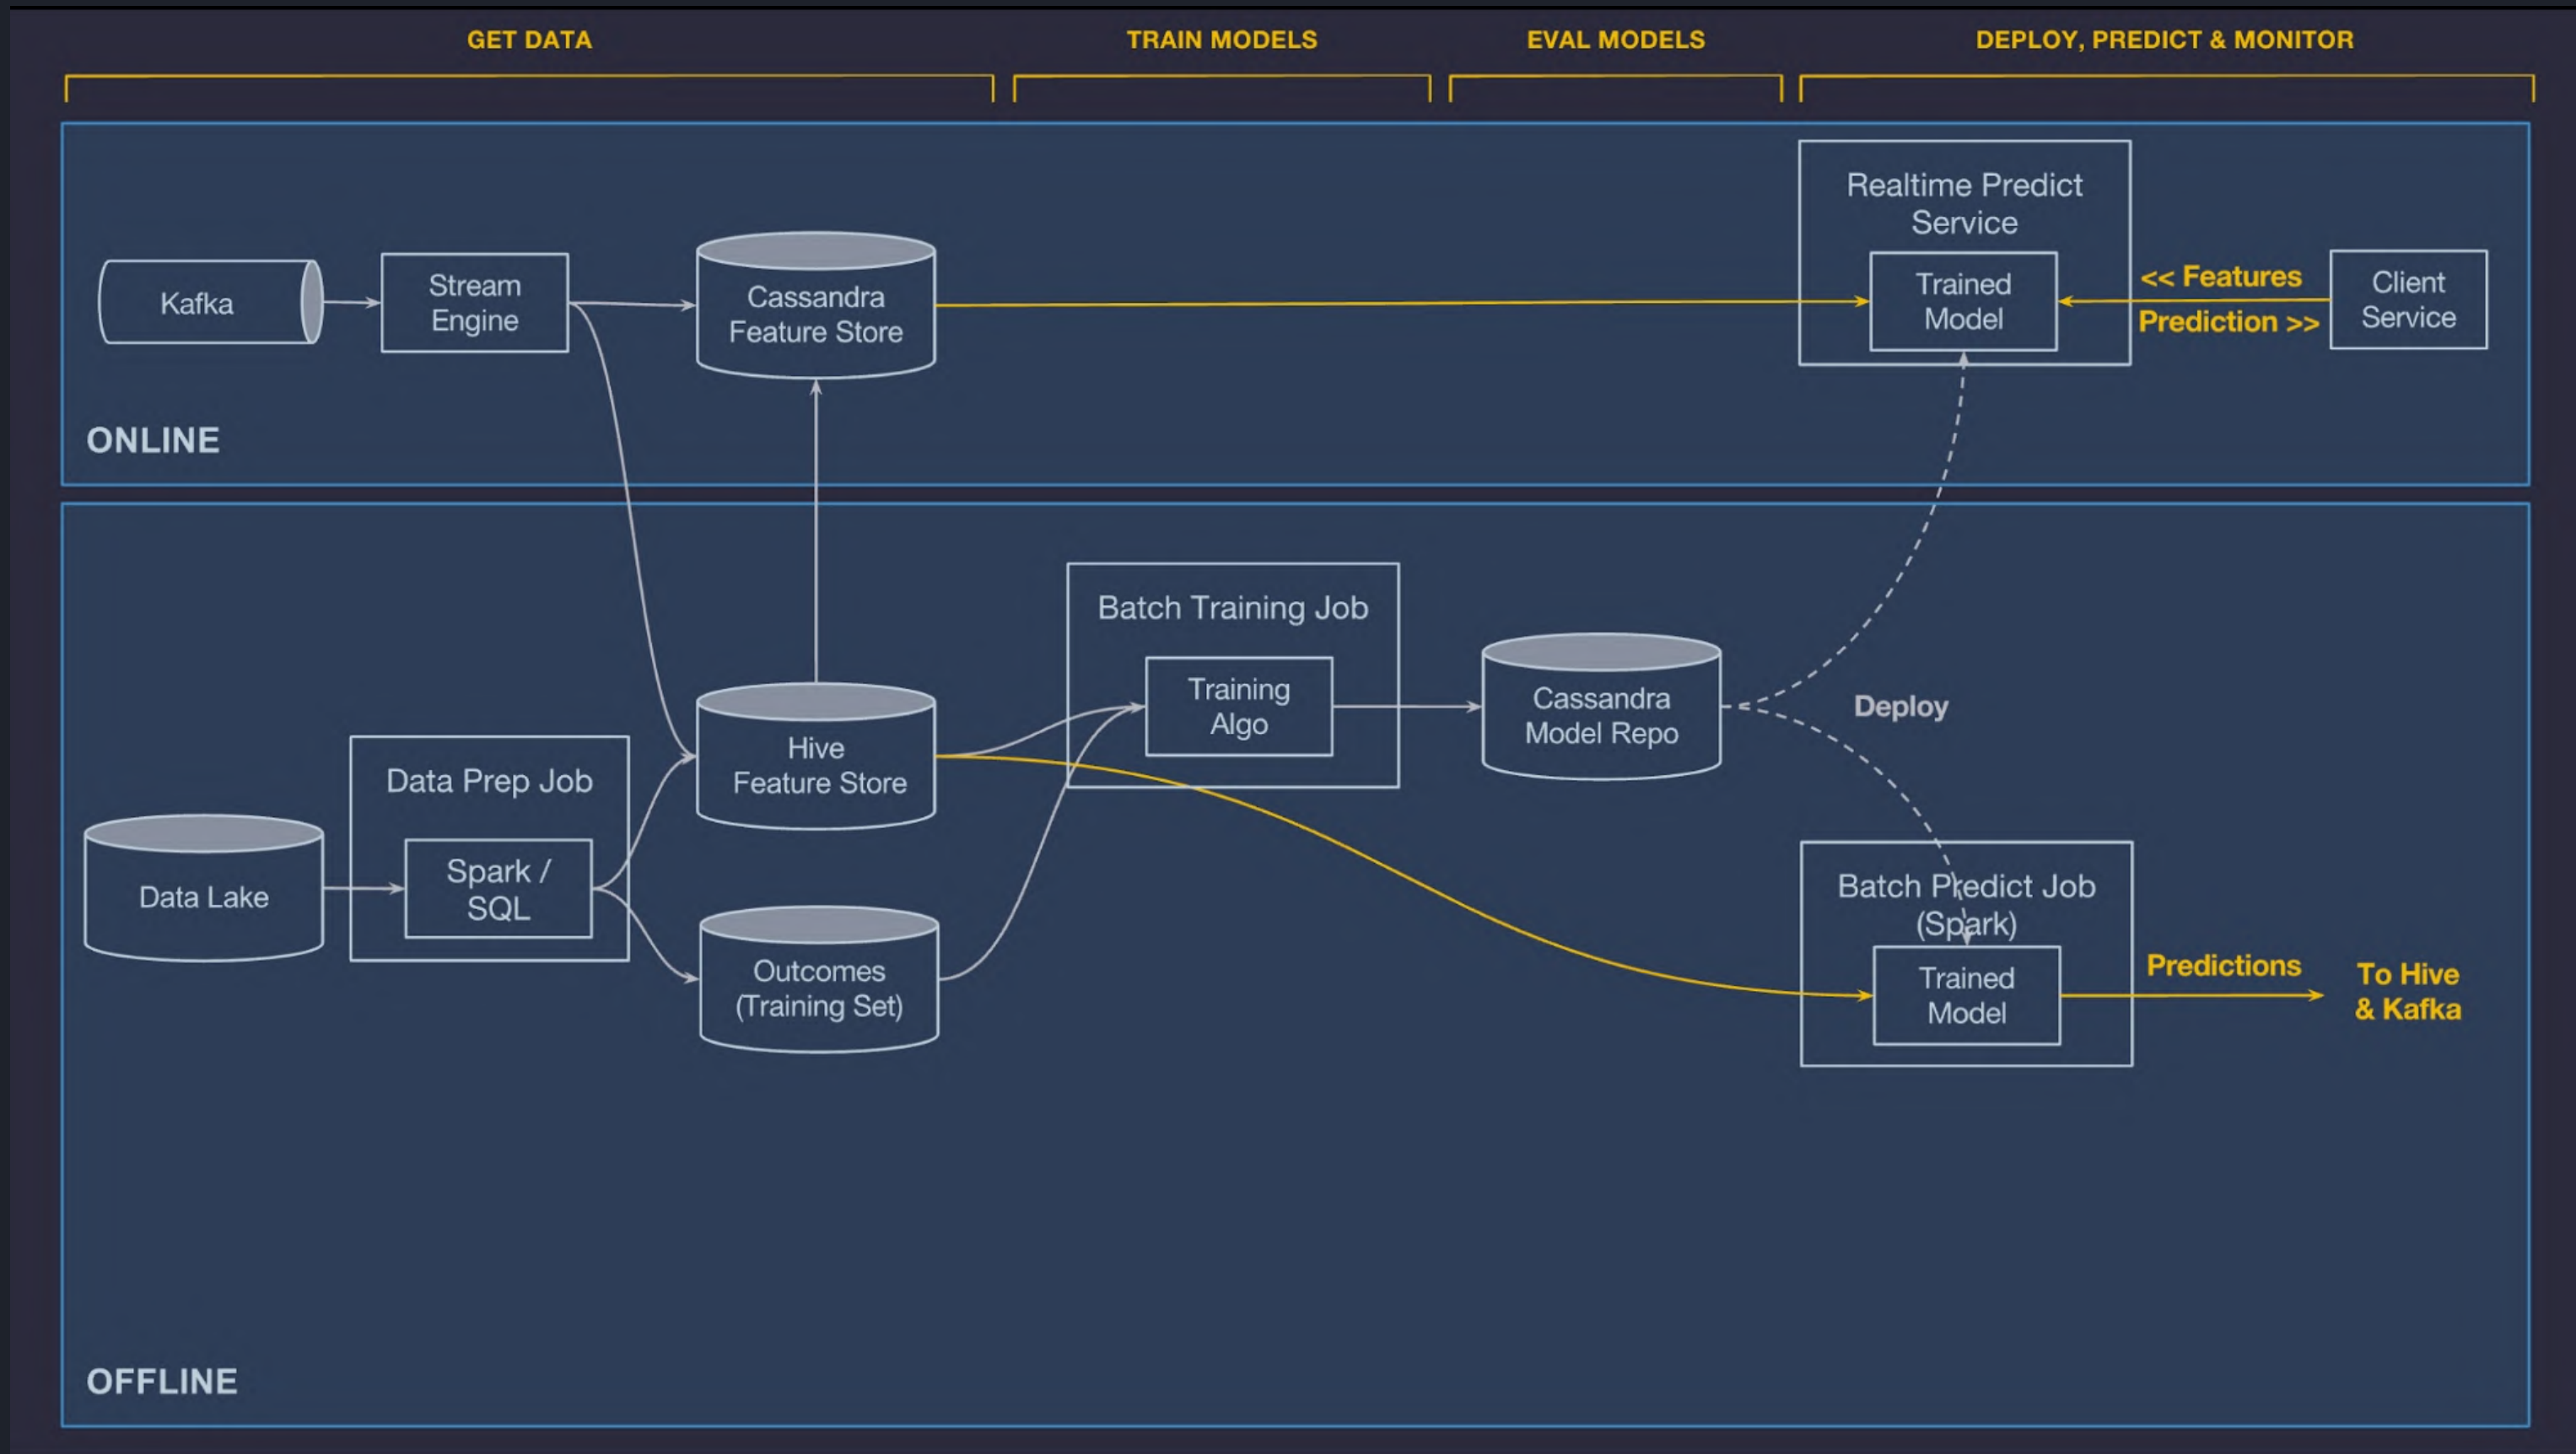 GET DATA
TRAIN MODELS
EVAL MODELS
DEPLOY, PREDICT & MONITOR
Kafka
Stream
Engine
Cassandra
Feature Store
Realtime Predict
Service
Trained
Model
<< Features
Prediction >>
Client
Service
ONLINE
Data Lake
Data Prep Job
Spark /
SQL
Hive
Feature Store
Outcomes
(Training Set)
Batch Training Job
Training
Algo
Cassandra
Model Repo
Deploy
Batch Predict Job
(Spark)
Trained
Model
Predictions
To Hive
& Kafka
OFFLINE